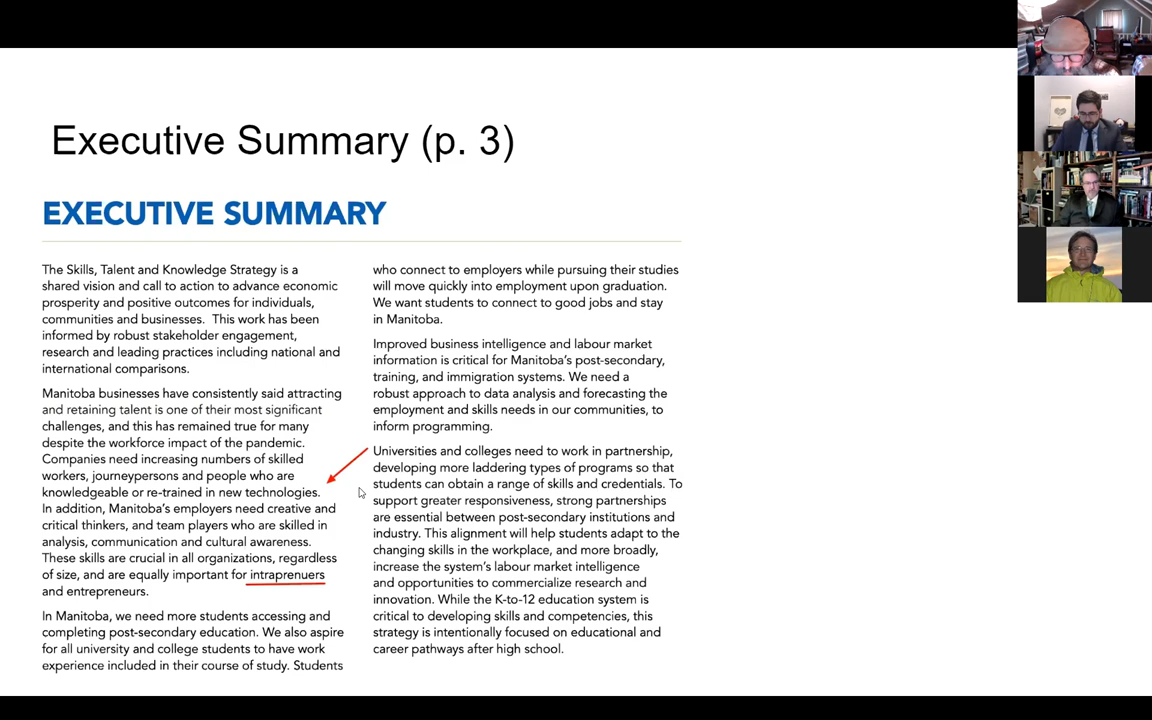 Executive Summary (p. 3)
EXECUTIVE SUMMARY
The Skills, Talent and Knowledge Strategy is a
shared vision and call to action to advance economic
prosperity and positive outcomes for individuals,
communities and businesses. This work has been
informed by robust stakeholder engagement,
research and leading practices including national and
international comparisons.
Manitoba businesses have consistently said attracting
and retaining talent is one of their most significant
challenges, and this has remained true for many
despite the workforce impact of the pandemic.
Companies need increasing numbers of skilled
workers, journeypersons and people who are
knowledgeable or re-trained in new technologies.
In addition, Manitoba's employers need creative and
critical thinkers, and team players who are skilled in
analysis, communication and cultural awareness.
These skills are crucial in all organizations, regardless
of size, and are equally important for intraprenuers
and entrepreneurs.
In Manitoba, we need more students accessing and
completing post-secondary education. We also aspire
for all university and college students to have work
experience included in their course of study. Students
who connect to employers while pursuing their studies
will move quickly into employment upon graduation.
We want students to connect to good jobs and stay
in Manitoba.
Improved business intelligence and labour market
information is critical for Manitoba's post-secondary,
training, and immigration systems. We need a
robust approach to data analysis and forecasting the
employment and skills needs in our communities, to
inform programming.
Universities and colleges need to work in partnership,
developing more laddering types of programs so that
students can obtain a range of skills and credentials. To
support greater responsiveness, strong partnerships
are essential between post-secondary institutions and
industry. This alignment will help students adapt to the
changing skills in the workplace, and more broadly,
increase the system's labour market intelligence
and opportunities to commercialize research and
innovation. While the K-to-12 education system is
critical to developing skills and competencies, this
strategy is intentionally focused on educational and
career pathways after high school.